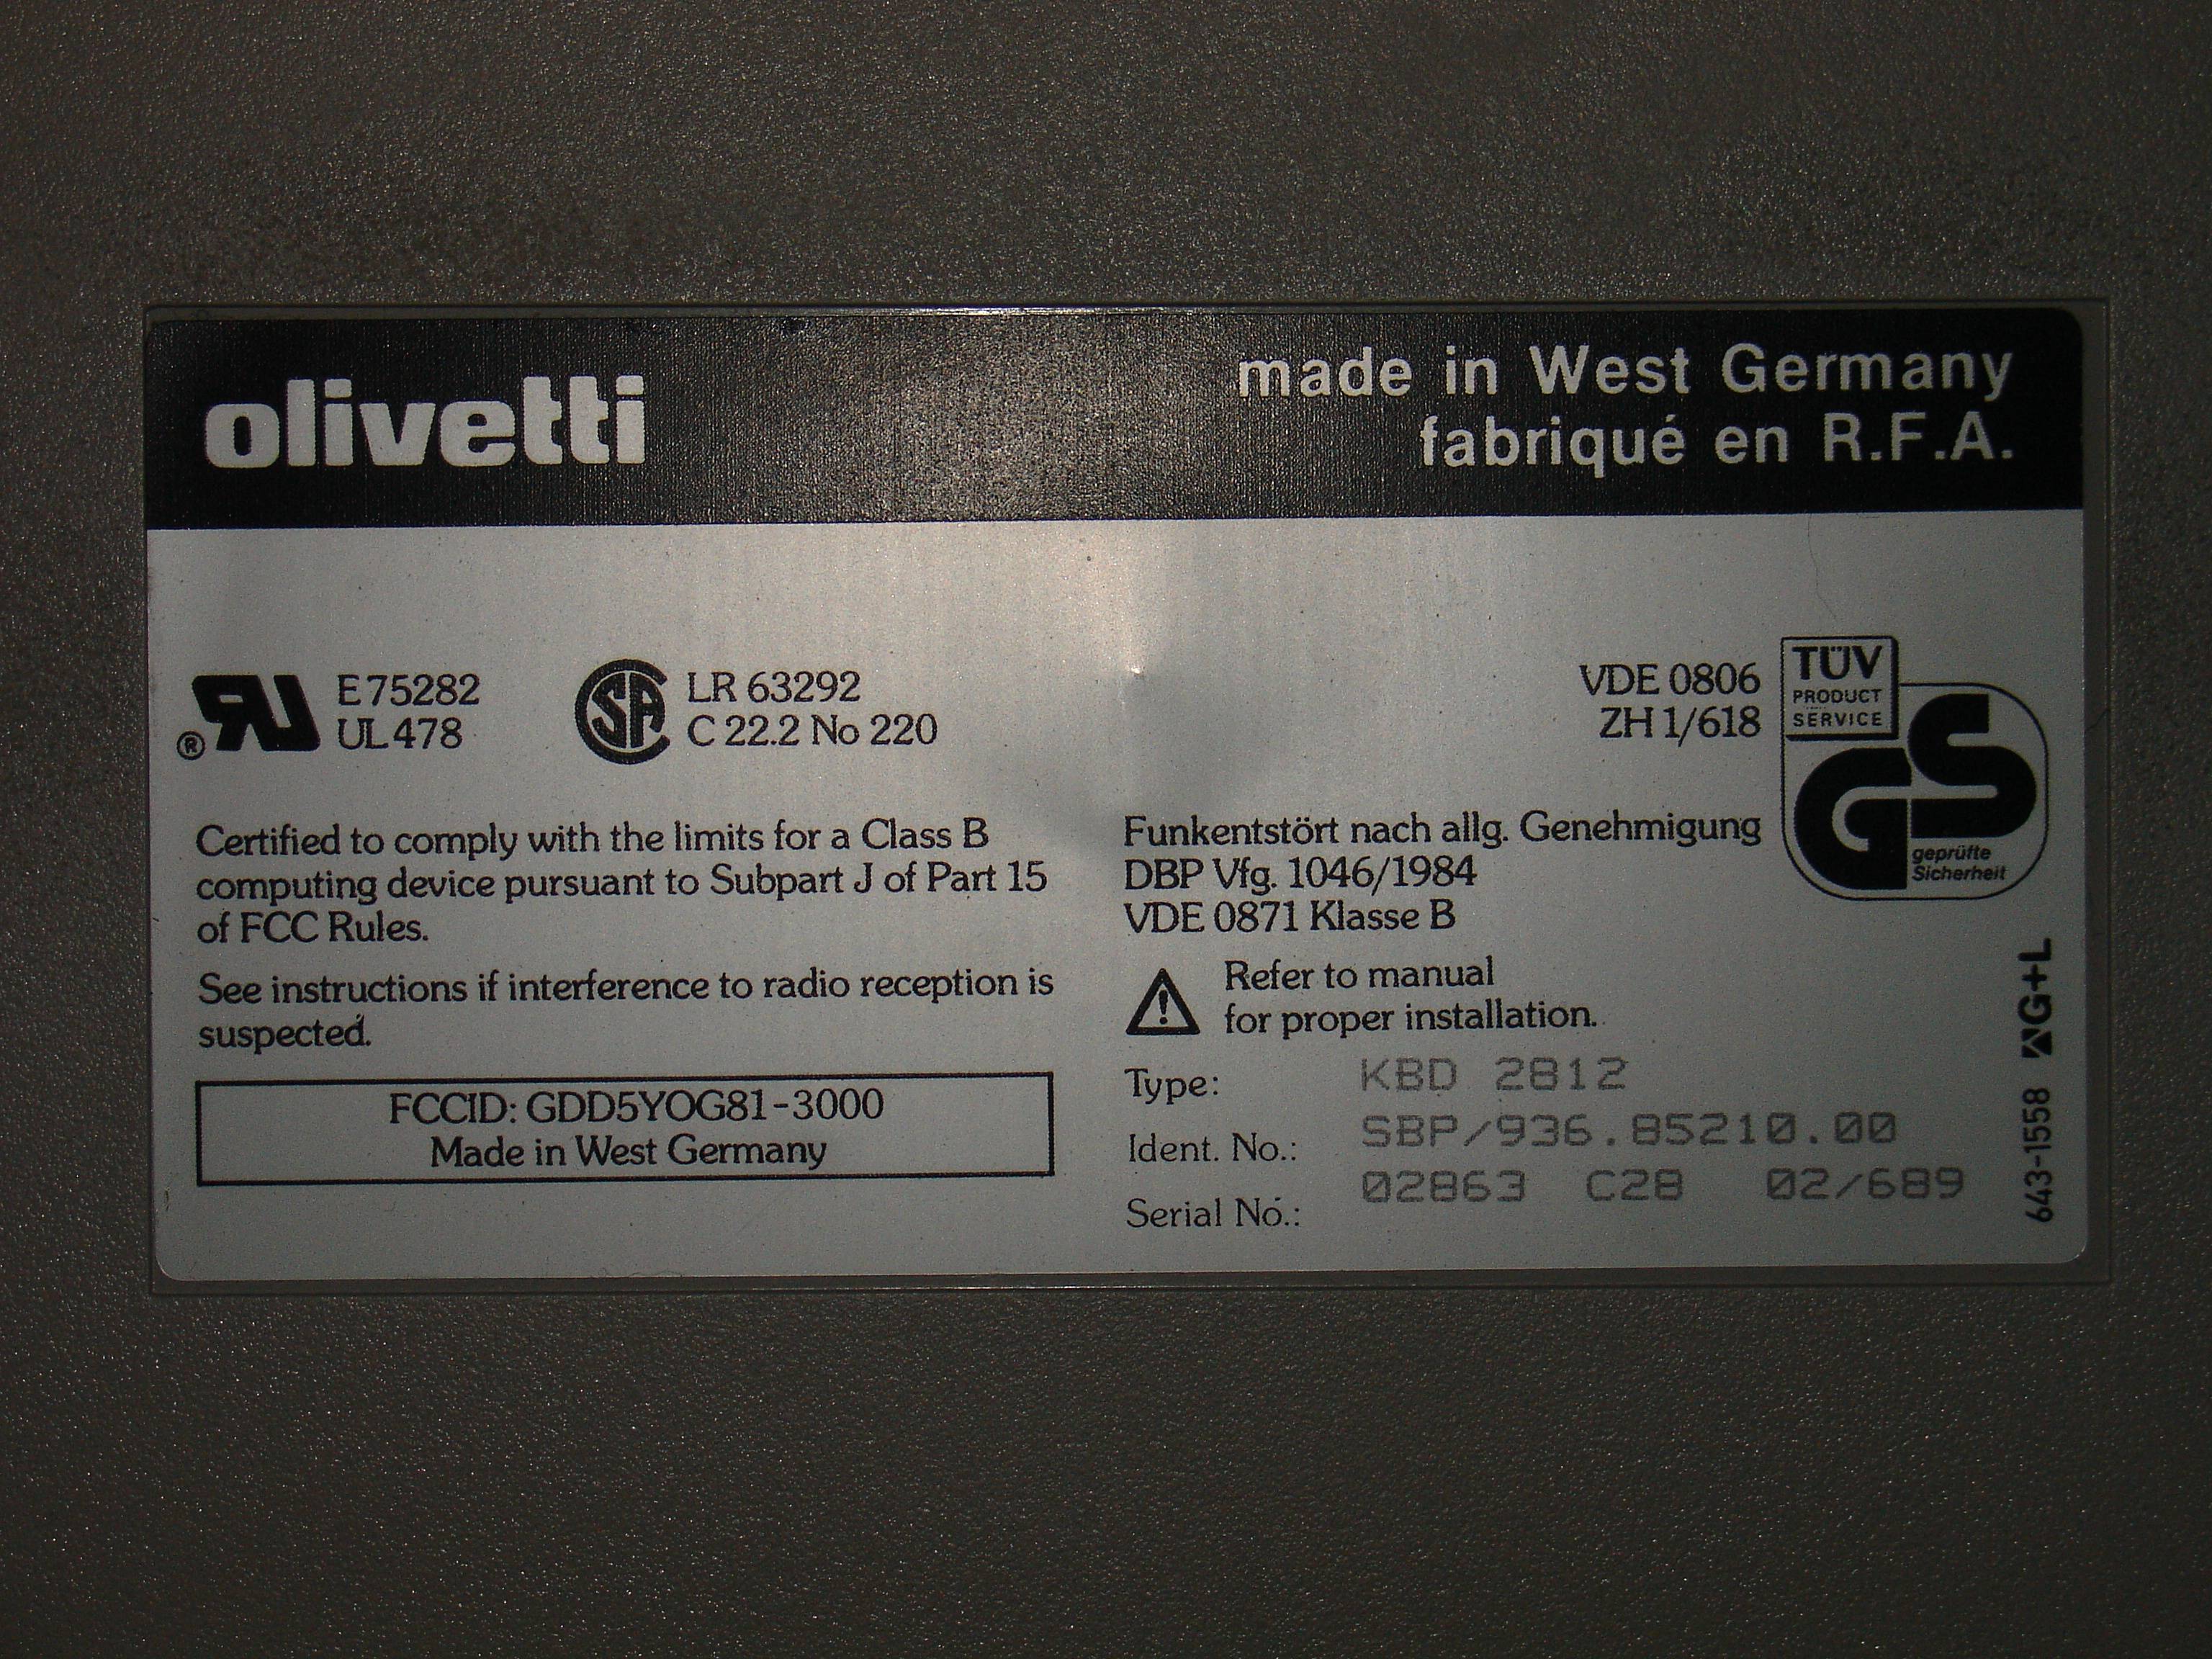 olivetti
made in West Germany
fabriqué en R.F.A.
E 75282
UL 478
LR 63292
C 22.2 No 220
VDE 0806
ZH 1/618
TÜV
PRODUCT
SERVICE
GS
geprüfte
Sicherheit
Certified to comply with the limits for a Class B
computing device pursuant to Subpart J of Part 15
of FCC Rules.
See instructions if interference to radio reception is
suspected.
FCCID: GDD5YOG81-3000
Made in West Germany
Funkentstört nach allg. Genehmigung
DBP Vfg. 1046/1984
VDE 0871 Klasse B
Refer to manual
for proper installation.
Type: KBD 2812
Ident. No.: SBP/936.85210.00
Serial No.: 02863 C28 02/689
643-1558 G+L